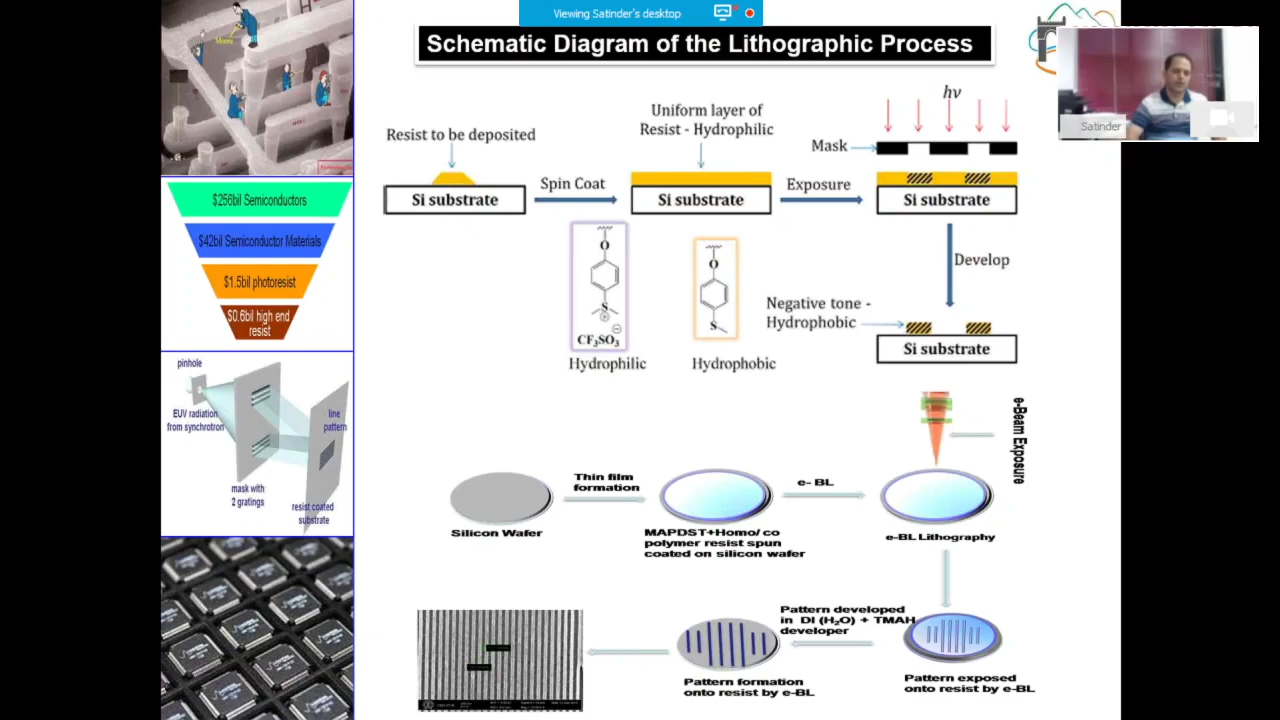 Viewing Satinder's desktop
Schematic Diagram of the Lithographic Process
Satinder
Moore
$256bil Semiconductors
$42bil Semiconductor Materials
$1.5bil photoresist
$0.6bil high end
resist
pinhole
EUV radiation
from synchrotron
line
pattern
mask with
2 gratings
resist coated
substrate
Resist to be deposited
Si substrate
Spin Coat
Uniform layer of
Resist - Hydrophilic
Si substrate
Exposure
hν
Mask
Si substrate
Develop
O
S
⊕
⊖
CF₃SO₃
Hydrophilic
O
S
Hydrophobic
Negative tone -
Hydrophobic
Si substrate
e-Beam Exposure
Silicon Wafer
Thin film
formation
MAPDST+Homo/ co
polymer resist spun
coated on silicon wafer
e- BL
e-BL Lithography
Pattern exposed
onto resist by e-BL
Pattern developed
in DI (H₂O) + TMAH
developer
Pattern formation
onto resist by e-BL